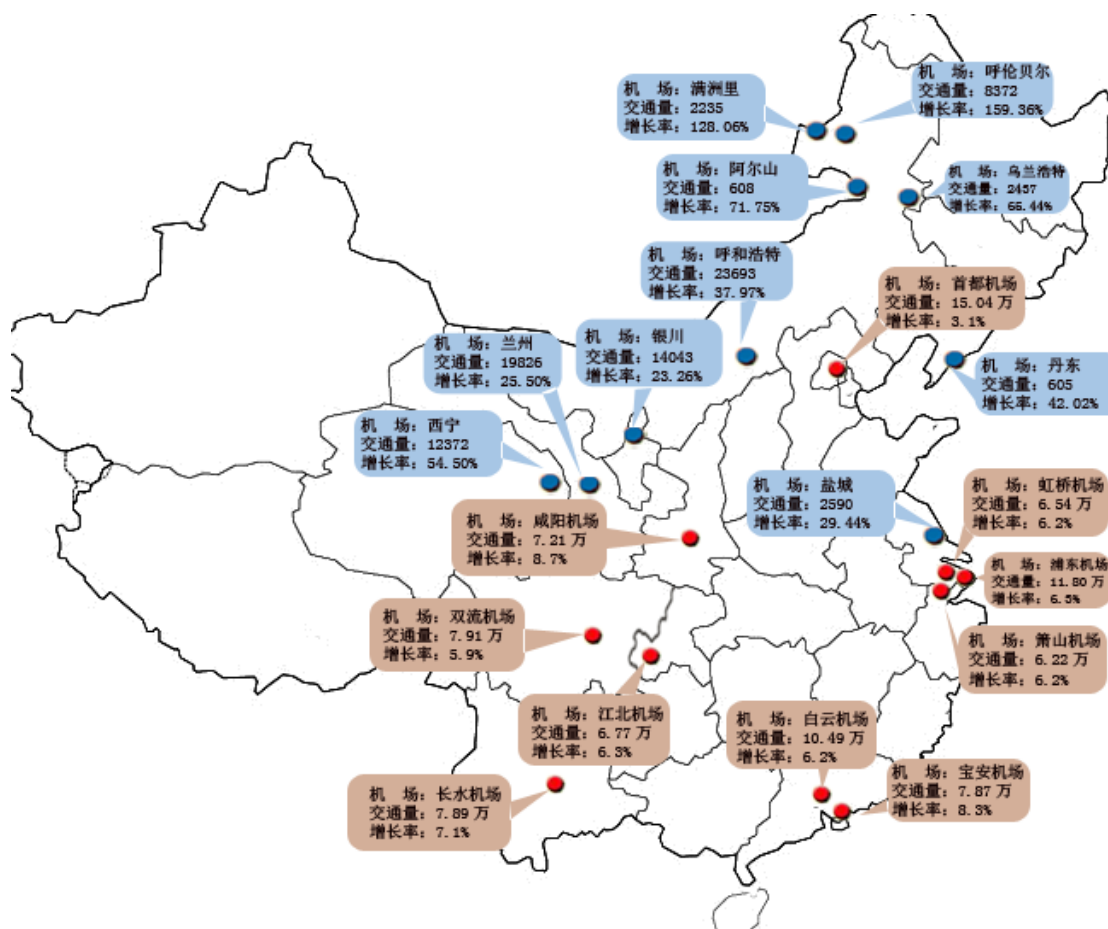 机　场：满洲里
交通量：2235
增长率：128.06%
机　场：呼伦贝尔
交通量：8372
增长率：159.36%
机　场：阿尔山
交通量：608
增长率：71.75%
机　场：乌兰浩特
交通量：2457
增长率：65.44%
机　场：呼和浩特
交通量：23693
增长率：37.97%
机　场：首都机场
交通量：15.04 万
增长率：3.1%
机　场：兰州
交通量：19826
增长率：25.50%
机　场：银川
交通量：14043
增长率：23.26%
机　场：丹东
交通量：605
增长率：42.02%
机　场：西宁
交通量：12372
增长率：54.50%
机　场：盐城
交通量：2590
增长率：29.44%
机　场：虹桥机场
交通量：6.54 万
增长率：6.2%
机　场：咸阳机场
交通量：7.21 万
增长率：8.7%
机　场：浦东机场
交通量：11.80 万
增长率：6.5%
机　场：双流机场
交通量：7.91 万
增长率：5.9%
机　场：萧山机场
交通量：6.22 万
增长率：6.2%
机　场：江北机场
交通量：6.77 万
增长率：6.3%
机　场：白云机场
交通量：10.49 万
增长率：6.2%
机　场：长水机场
交通量：7.89 万
增长率：7.1%
机　场：宝安机场
交通量：7.87 万
增长率：8.3%